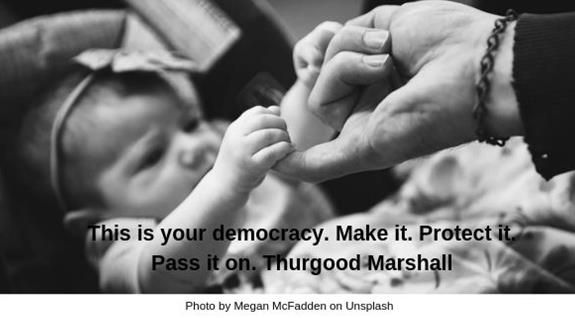 This is your democracy. Make it. Protect it.
Pass it on. Thurgood Marshall
Photo by Megan McFadden on Unsplash